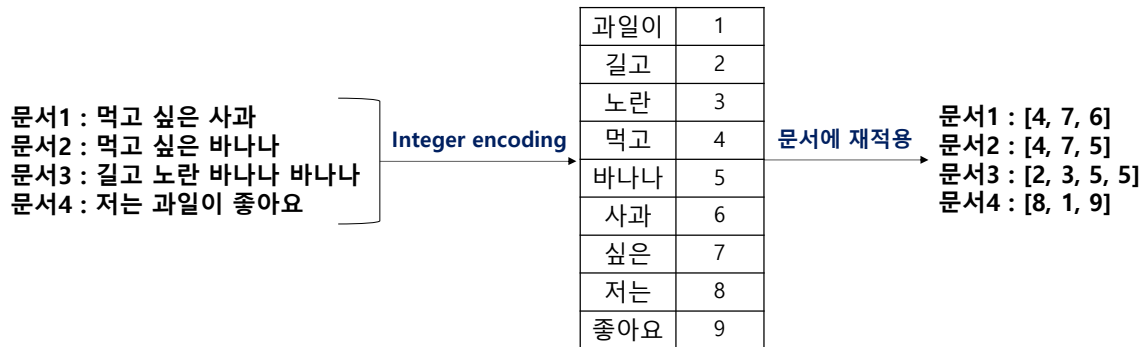 문서1 : 먹고 싶은 사과
문서2 : 먹고 싶은 바나나
문서3 : 길고 노란 바나나 바나나
문서4 : 저는 과일이 좋아요
Integer encoding
과일이 1
길고 2
노란 3
먹고 4
바나나 5
사과 6
싶은 7
저는 8
좋아요 9
문서에 재적용
문서1 : [4, 7, 6]
문서2 : [4, 7, 5]
문서3 : [2, 3, 5, 5]
문서4 : [8, 1, 9]